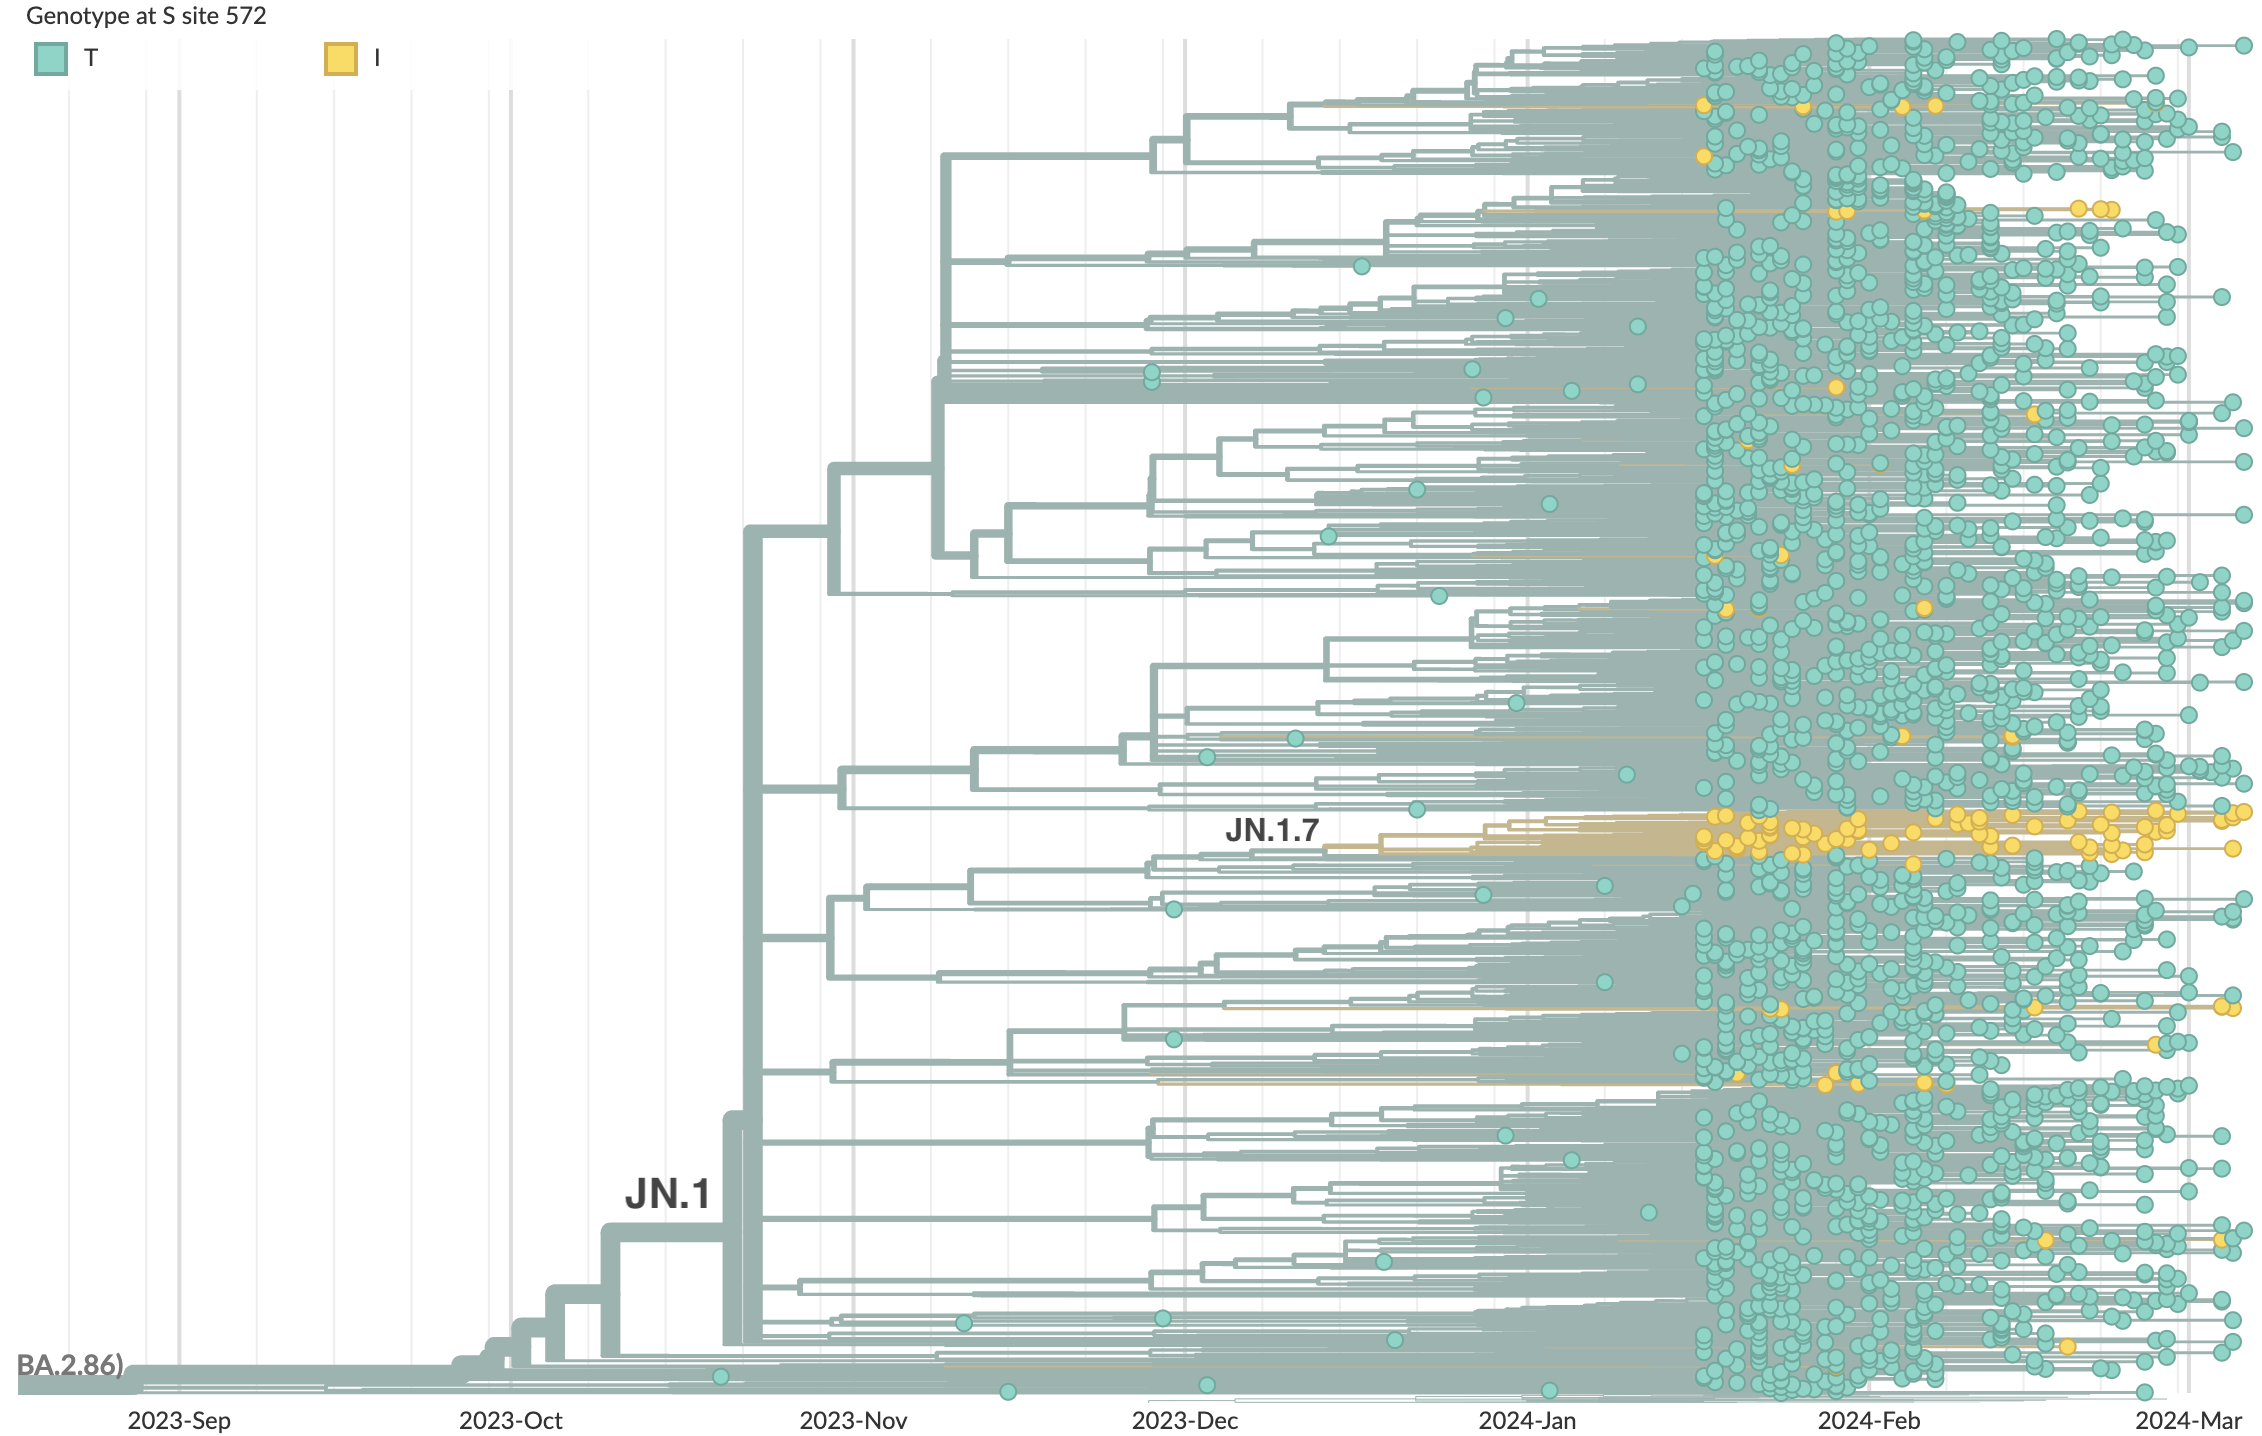 Genotype at S site 572
T
I
JN.1.7
JN.1
BA.2.86)
2023-Sep
2023-Oct
2023-Nov
2023-Dec
2024-Jan
2024-Feb
2024-Mar